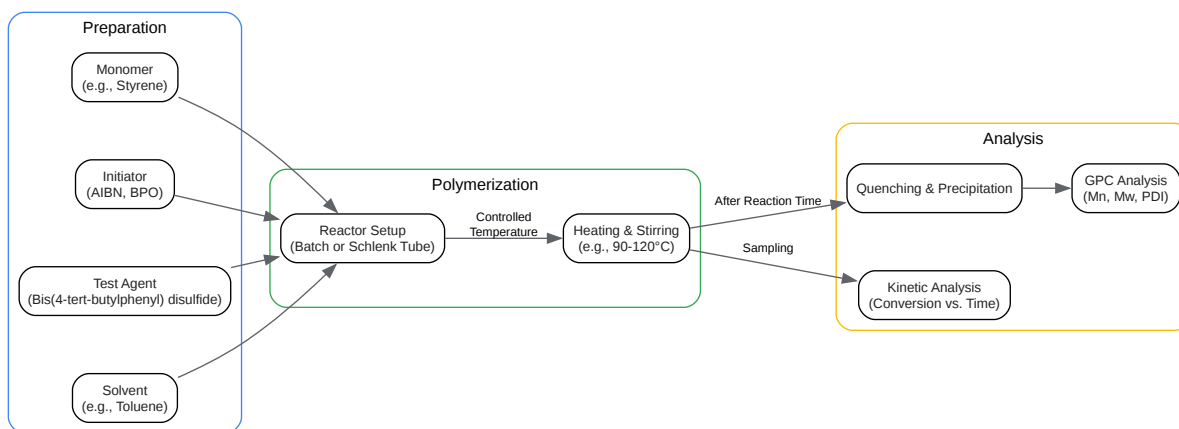 Preparation
Monomer
(e.g., Styrene)
Initiator
(AIBN, BPO)
Test Agent
(Bis(4-tert-butylphenyl) disulfide)
Solvent
(e.g., Toluene)
Polymerization
Reactor Setup
(Batch or Schlenk Tube)
Controlled
Temperature
Heating & Stirring
(e.g., 90-120°C)
After Reaction Time
Sampling
Analysis
Quenching & Precipitation
GPC Analysis
(Mn, Mw, PDI)
Kinetic Analysis
(Conversion vs. Time)